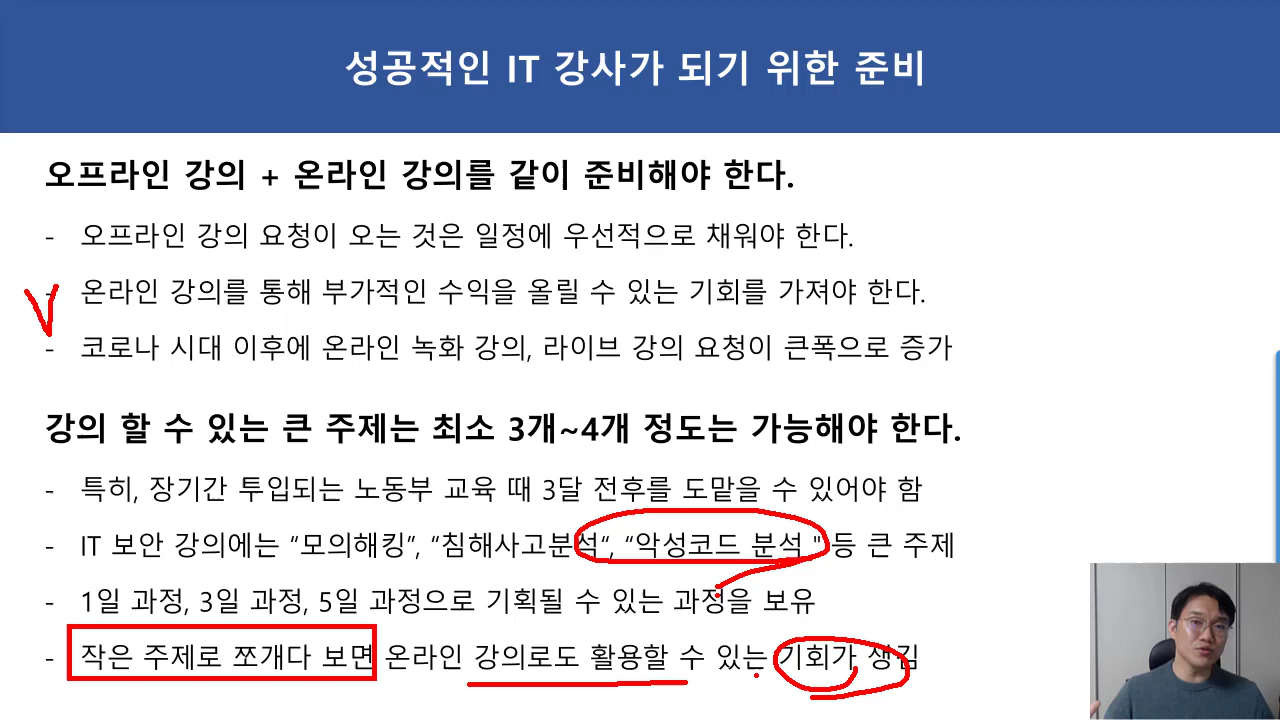 성공적인 IT 강사가 되기 위한 준비
오프라인 강의 + 온라인 강의를 같이 준비해야 한다.
- 오프라인 강의 요청이 오는 것은 일정에 우선적으로 채워야 한다.
- 온라인 강의를 통해 부가적인 수익을 올릴 수 있는 기회를 가져야 한다.
- 코로나 시대 이후에 온라인 녹화 강의, 라이브 강의 요청이 큰폭으로 증가
강의 할 수 있는 큰 주제는 최소 3개~4개 정도는 가능해야 한다.
- 특히, 장기간 투입되는 노동부 교육 때 3달 전후를 도맡을 수 있어야 함
- IT 보안 강의에는 “모의해킹”, “침해사고분석“, “악성코드 분석 " 등 큰 주제
- 1일 과정, 3일 과정, 5일 과정으로 기획될 수 있는 과정을 보유
- 작은 주제로 쪼개다 보면 온라인 강의로도 활용할 수 있는 기회가 생김